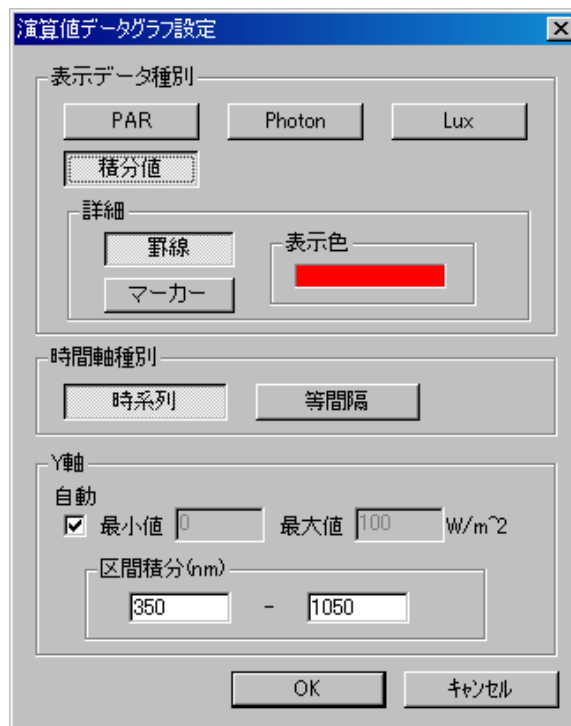 演算値データグラフ設定
表示データ種別
PAR Photon Lux
積分値
詳細
罫線 表示色
マーカー
時間軸種別
時系列 等間隔
Y軸
自動
最小値 0 最大値 100 W/m^2
区間積分(nm)
350 - 1050
OK ｷｬﾝｾﾙ